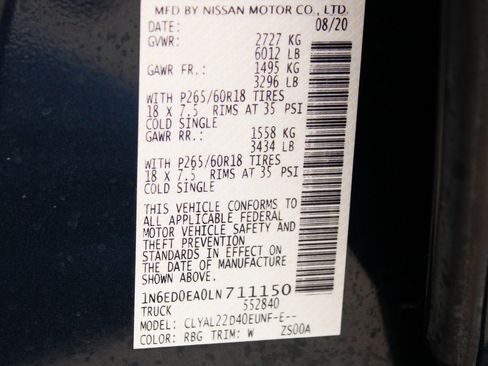 MFD BY NISSAN MOTOR CO., LTD.
DATE: 08/20
GVWR: 2727 KG
6012 LB
GAWR FR.: 1495 KG
3296 LB
WITH P265/60R18 TIRES
18 X 7.5 RIMS AT 35 PSI
COLD SINGLE
GAWR RR.: 1558 KG
3434 LB
WITH P265/60R18 TIRES
18 X 7.5 RIMS AT 35 PSI
COLD SINGLE
THIS VEHICLE CONFORMS TO
ALL APPLICABLE FEDERAL
MOTOR VEHICLE SAFETY AND
THEFT PREVENTION
STANDARDS IN EFFECT ON
THE DATE OF MANUFACTURE
SHOWN ABOVE.
1N6ED0EA0LN711150
TRUCK 552840
MODEL: CLYAL22D40EUNF-E--
COLOR: RBG TRIM: W ZS00A